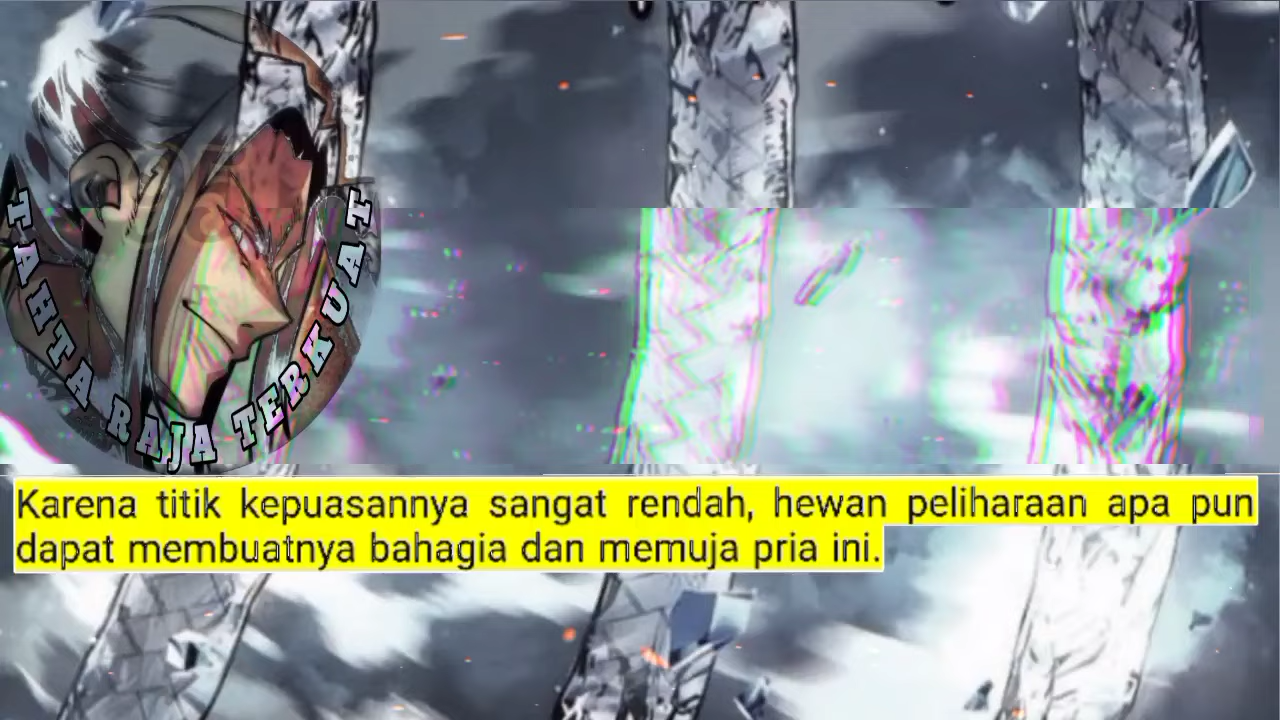 TAHTA RAJA TERKUAT
Karena titik kepuasannya sangat rendah, hewan peliharaan apa pun
dapat membuatnya bahagia dan memuja pria ini.